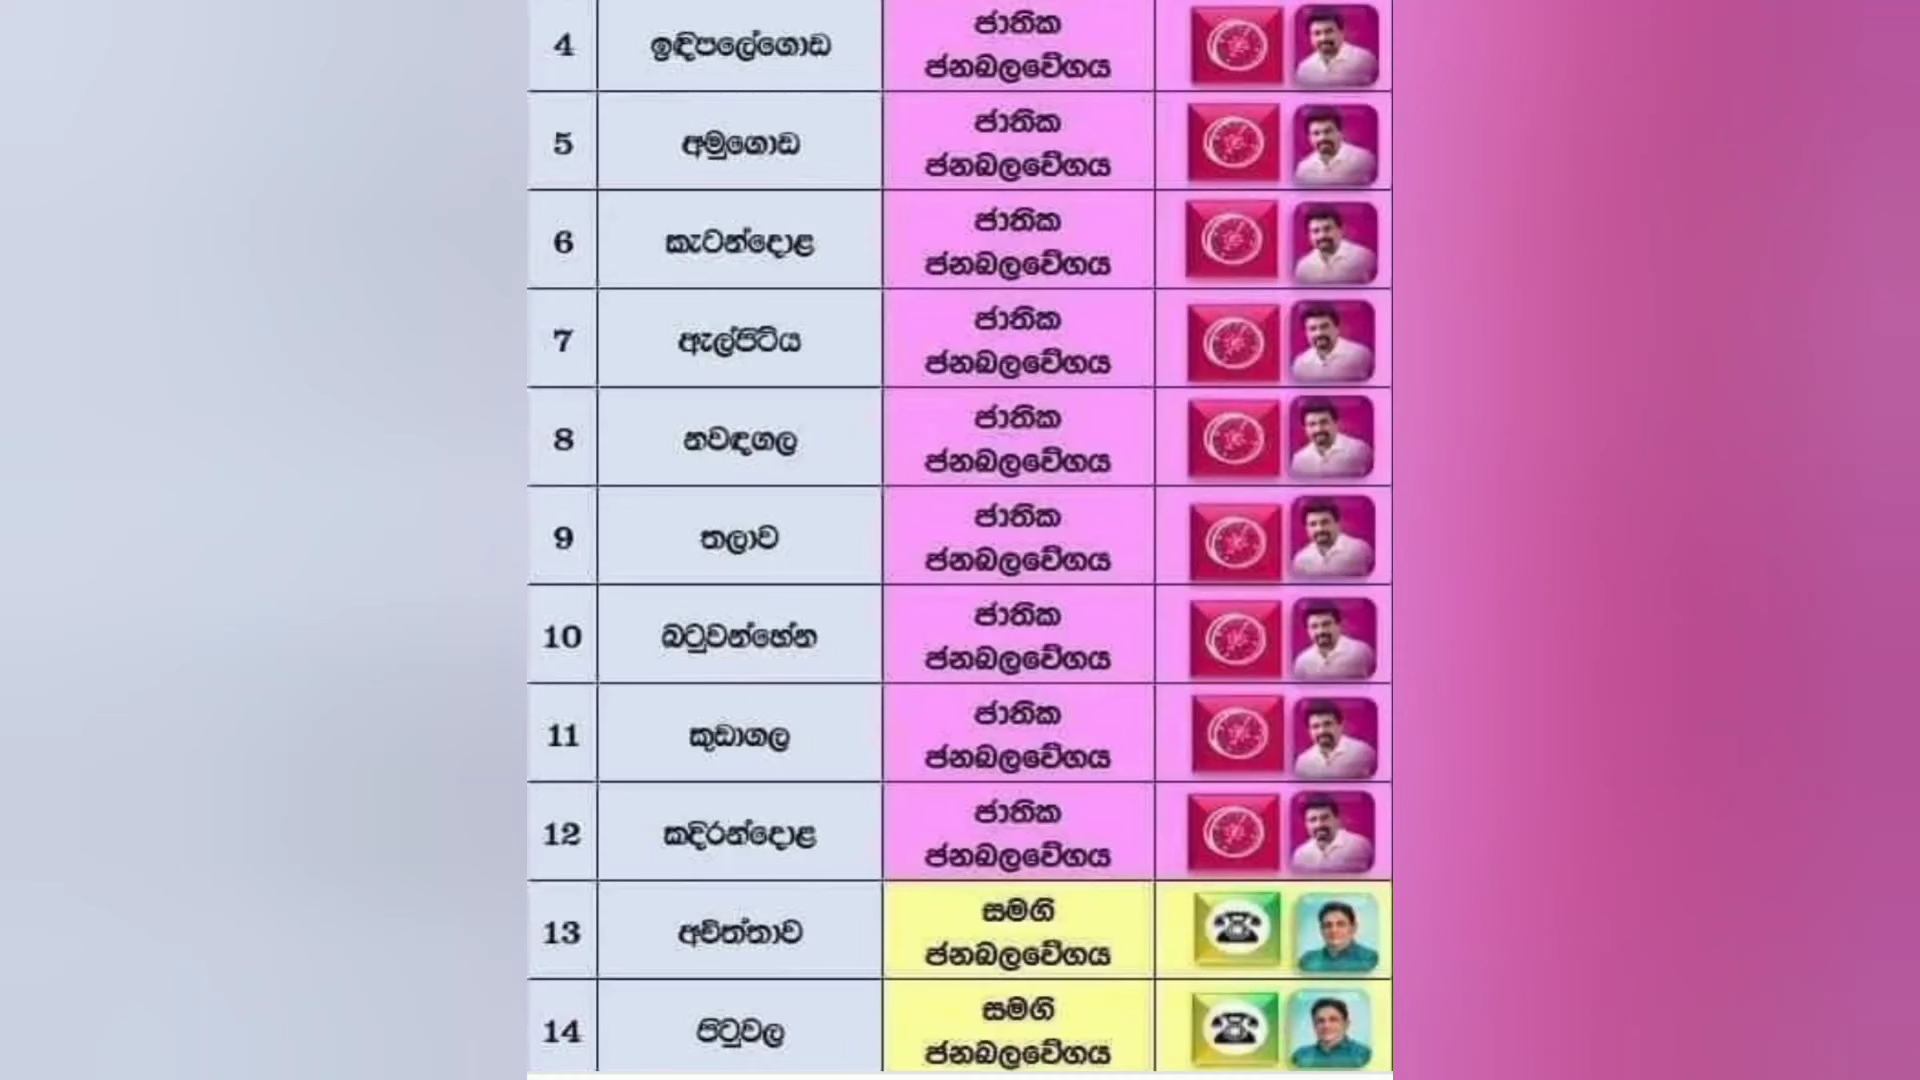 4 ඉඳිපලේගොඩ ජාතික ජනබලවේගය
5 අමුගොඩ ජාතික ජනබලවේගය
6 කැටන්දොළ ජාතික ජනබලවේගය
7 ඇල්පිටිය ජාතික ජනබලවේගය
8 නවඳගල ජාතික ජනබලවේගය
9 තලාව ජාතික ජනබලවේගය
10 බටුවන්හේන ජාතික ජනබලවේගය
11 කුඩාගල ජාතික ජනබලවේගය
12 කදිරන්දොළ ජාතික ජනබලවේගය
13 අවිත්තාව සමගි ජනබලවේගය
14 පිටුවල සමගි ජනබලවේගය